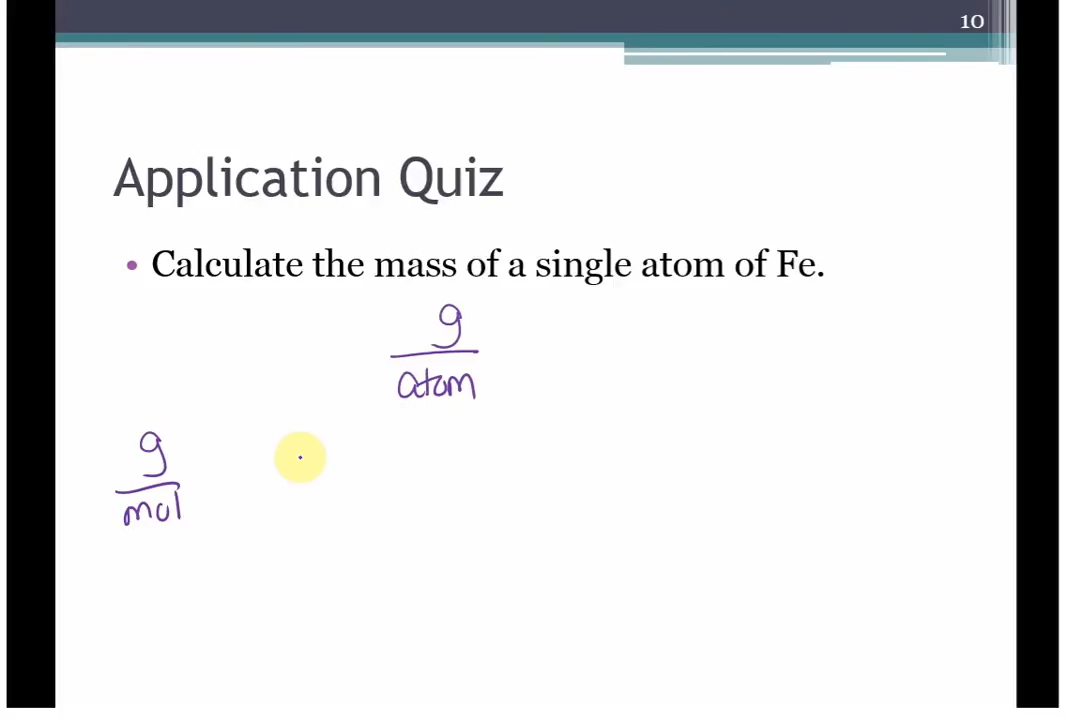 10
Application Quiz
• Calculate the mass of a single atom of Fe.
g
atom
g
mol